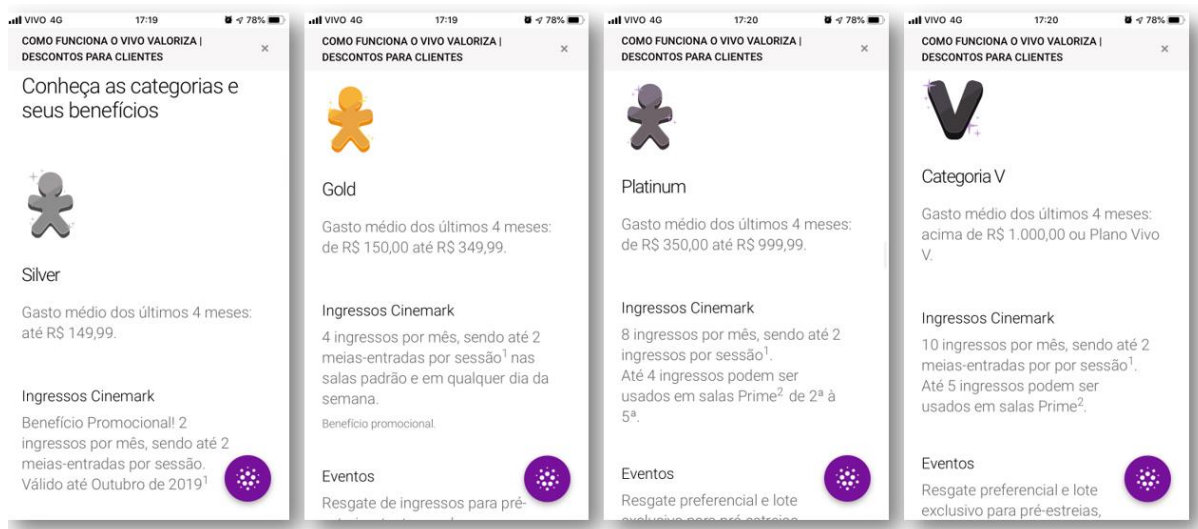 VIVO 4G 17:19 78%
COMO FUNCIONA O VIVO VALORIZA |
DESCONTOS PARA CLIENTES ×
Conheça as categorias e
seus benefícios
Silver
Gasto médio dos últimos 4 meses:
até R$ 149,99.
Ingressos Cinemark
Benefício Promocional! 2
ingressos por mês, sendo até 2
meias-entradas por sessão.
Válido até Outubro de 2019¹
VIVO 4G 17:19 78%
COMO FUNCIONA O VIVO VALORIZA |
DESCONTOS PARA CLIENTES ×
Gold
Gasto médio dos últimos 4 meses:
de R$ 150,00 até R$ 349,99.
Ingressos Cinemark
4 ingressos por mês, sendo até 2
meias-entradas por sessão¹ nas
salas padrão e em qualquer dia da
semana.
Benefício promocional.
Eventos
Resgate de ingressos para pré-
VIVO 4G 17:20 78%
COMO FUNCIONA O VIVO VALORIZA |
DESCONTOS PARA CLIENTES ×
Platinum
Gasto médio dos últimos 4 meses:
de R$ 350,00 até R$ 999,99.
Ingressos Cinemark
8 ingressos por mês, sendo até 2
ingressos por sessão¹.
Até 4 ingressos podem ser
usados em salas Prime² de 2ª à
5ª.
Eventos
Resgate preferencial e lote
exclusivo para pré-estreias
VIVO 4G 17:20 78%
COMO FUNCIONA O VIVO VALORIZA |
DESCONTOS PARA CLIENTES ×
V
Categoria V
Gasto médio dos últimos 4 meses:
acima de R$ 1.000,00 ou Plano Vivo
V.
Ingressos Cinemark
10 ingressos por mês, sendo até 2
meias-entradas por por sessão¹.
Até 5 ingressos podem ser
usados em salas Prime².
Eventos
Resgate preferencial e lote
exclusivo para pré-estreias,